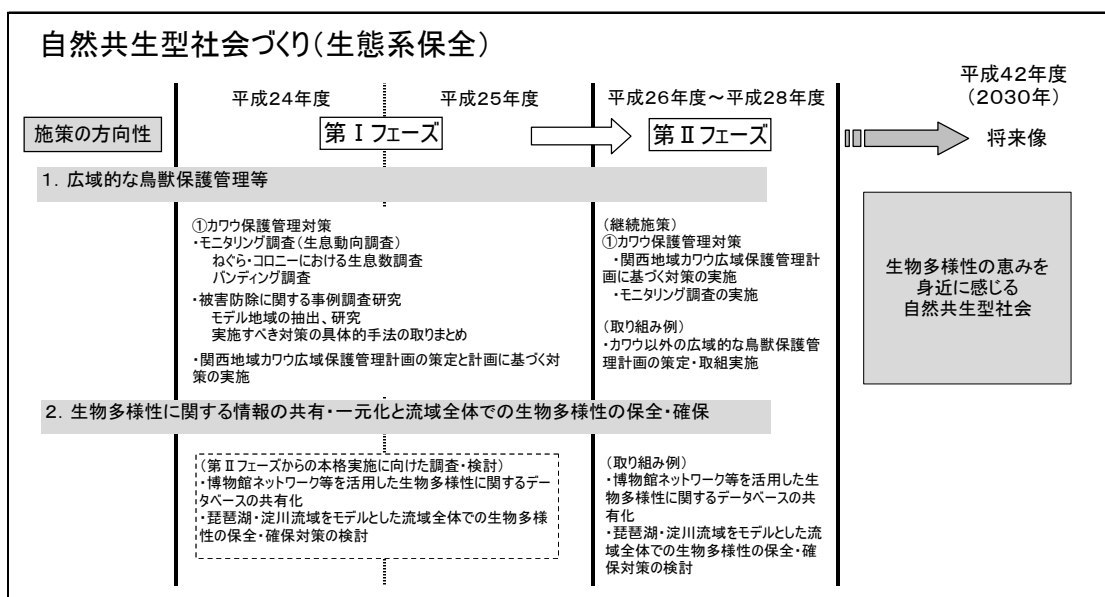 自然共生型社会づくり(生態系保全)
平成24年度
平成25年度
平成26年度～平成28年度
平成42年度
(2030年)
施策の方向性
第Ⅰフェーズ
第Ⅱフェーズ
将来像
1．広域的な鳥獣保護管理等
①カワウ保護管理対策
・モニタリング調査(生息動向調査)
ねぐら・コロニーにおける生息数調査
バンディング調査
・被害防除に関する事例調査研究
モデル地域の抽出、研究
実施すべき対策の具体的手法の取りまとめ
・関西地域カワウ広域保護管理計画の策定と計画に基づく対
策の実施
(継続施策)
①カワウ保護管理対策
・関西地域カワウ広域保護管理計
画に基づく対策の実施
・モニタリング調査の実施
(取り組み例)
・カワウ以外の広域的な鳥獣保護管
理計画の策定・取組実施
生物多様性の恵みを
身近に感じる
自然共生型社会
2．生物多様性に関する情報の共有・一元化と流域全体での生物多様性の保全・確保
(第Ⅱフェーズからの本格実施に向けた調査・検討)
・博物館ネットワーク等を活用した生物多様性に関するデー
タベースの共有化
・琵琶湖・淀川流域をモデルとした流域全体での生物多様
性の保全・確保対策の検討
(取り組み例)
・博物館ネットワーク等を活用した生
物多様性に関するデータベースの共
有化
・琵琶湖・淀川流域をモデルとした流
域全体での生物多様性の保全・確
保対策の検討